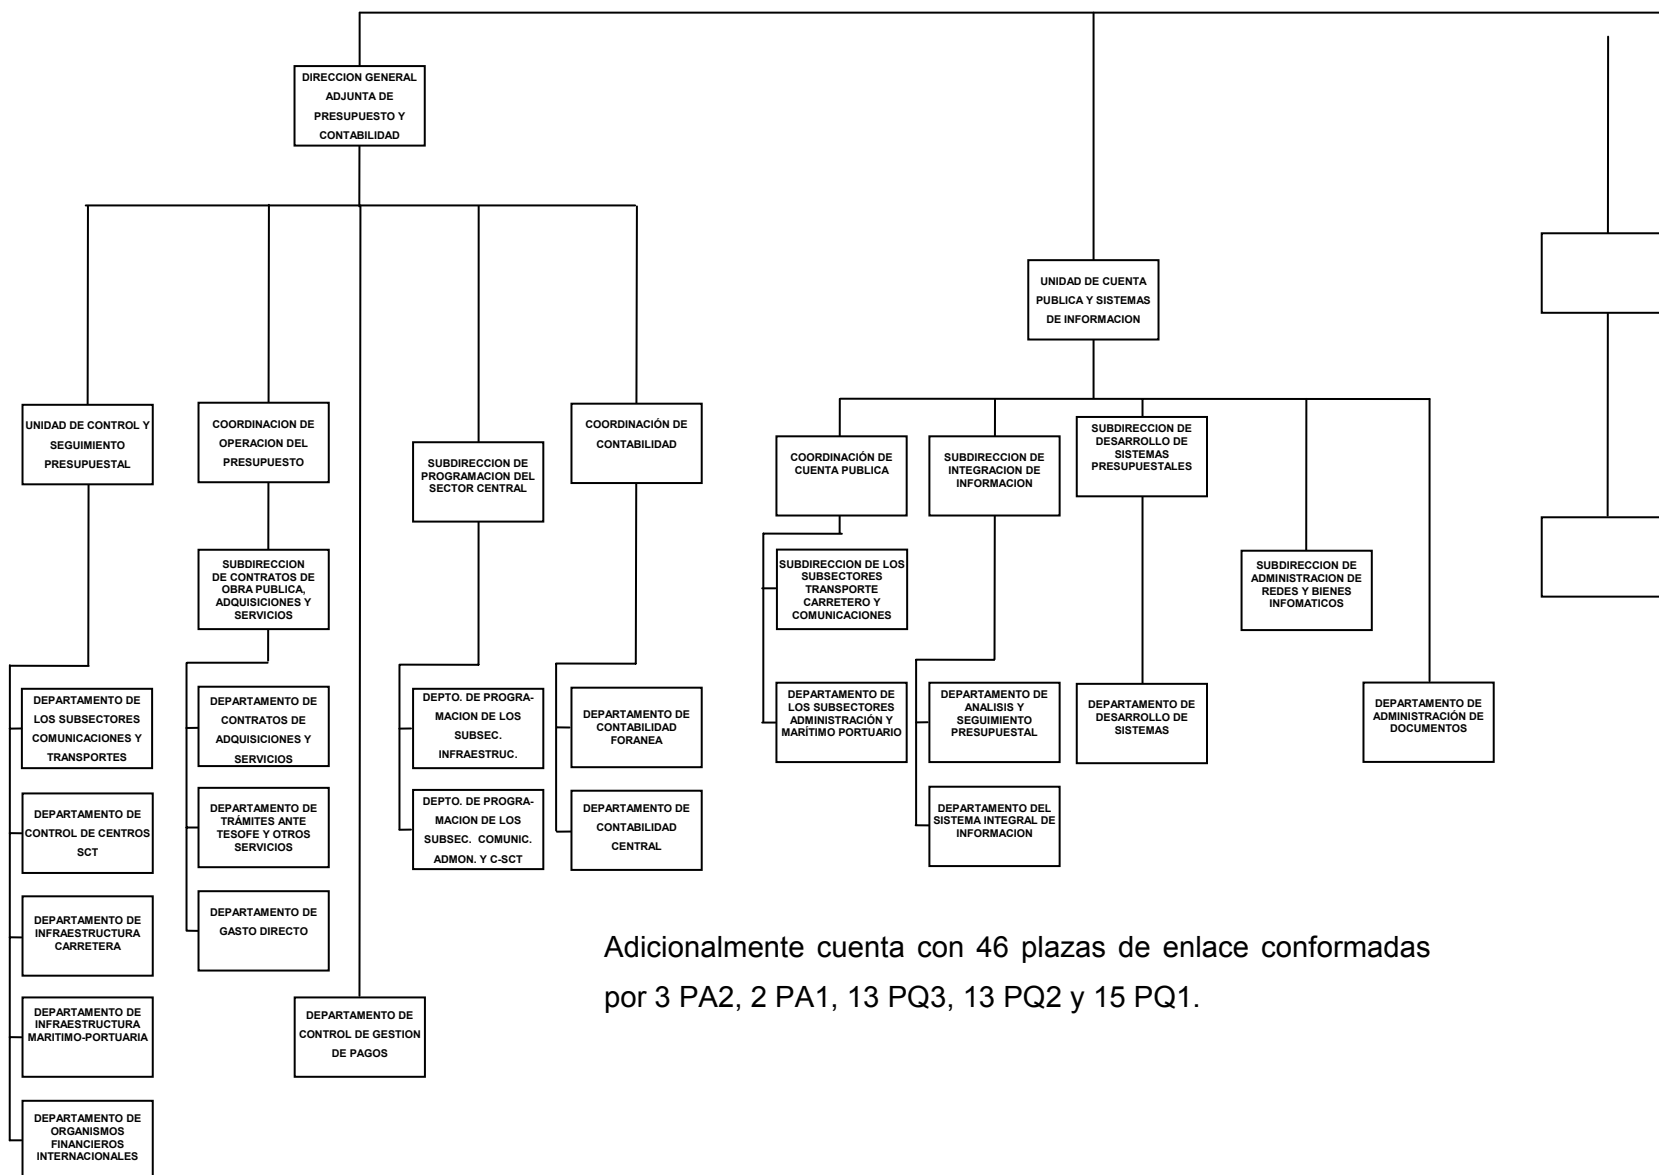 DIRECCION GENERAL
ADJUNTA DE
PRESUPUESTO Y
CONTABILIDAD
UNIDAD DE CUENTA
PUBLICA Y SISTEMAS
DE INFORMACION
UNIDAD DE CONTROL Y
SEGUIMIENTO
PRESUPUESTAL
COORDINACION DE
OPERACION DEL
PRESUPUESTO
SUBDIRECCION DE
PROGRAMACION DEL
SECTOR CENTRAL
COORDINACIÓN DE
CONTABILIDAD
COORDINACIÓN DE
CUENTA PUBLICA
SUBDIRECCION DE
INTEGRACION DE
INFORMACION
SUBDIRECCION DE
DESARROLLO DE
SISTEMAS
PRESUPUESTALES
SUBDIRECCION
DE CONTRATOS DE
OBRA PUBLICA,
ADQUISICIONES Y
SERVICIOS
SUBDIRECCION DE LOS
SUBSECTORES
TRANSPORTE
CARRETERO Y
COMUNICACIONES
SUBDIRECCION DE
ADMINISTRACION DE
REDES Y BIENES
INFOMATICOS
DEPARTAMENTO DE
LOS SUBSECTORES
COMUNICACIONES Y
TRANSPORTES
DEPARTAMENTO DE
CONTRATOS DE
ADQUISICIONES Y
SERVICIOS
DEPTO. DE PROGRA-
MACION DE LOS
SUBSEC.
INFRAESTRUC.
DEPARTAMENTO DE
CONTABILIDAD
FORANEA
DEPARTAMENTO DE
LOS SUBSECTORES
ADMINISTRACIÓN Y
MARÍTIMO PORTUARIO
DEPARTAMENTO DE
ANALISIS Y
SEGUIMIENTO
PRESUPUESTAL
DEPARTAMENTO DE
DESARROLLO DE
SISTEMAS
DEPARTAMENTO DE
ADMINISTRACIÓN DE
DOCUMENTOS
DEPARTAMENTO DE
CONTROL DE CENTROS
SCT
DEPARTAMENTO DE
TRÁMITES ANTE
TESOFE Y OTROS
SERVICIOS
DEPTO. DE PROGRA-
MACION DE LOS
SUBSEC. COMUNIC.
ADMON. Y C-SCT
DEPARTAMENTO DE
CONTABILIDAD
CENTRAL
DEPARTAMENTO DEL
SISTEMA INTEGRAL DE
INFORMACION
DEPARTAMENTO DE
INFRAESTRUCTURA
CARRETERA
DEPARTAMENTO DE
GASTO DIRECTO
DEPARTAMENTO DE
INFRAESTRUCTURA
MARITIMO-PORTUARIA
DEPARTAMENTO DE
CONTROL DE GESTION
DE PAGOS
DEPARTAMENTO DE
ORGANISMOS
FINANCIEROS
INTERNACIONALES
Adicionalmente cuenta con 46 plazas de enlace conformadas
por 3 PA2, 2 PA1, 13 PQ3, 13 PQ2 y 15 PQ1.